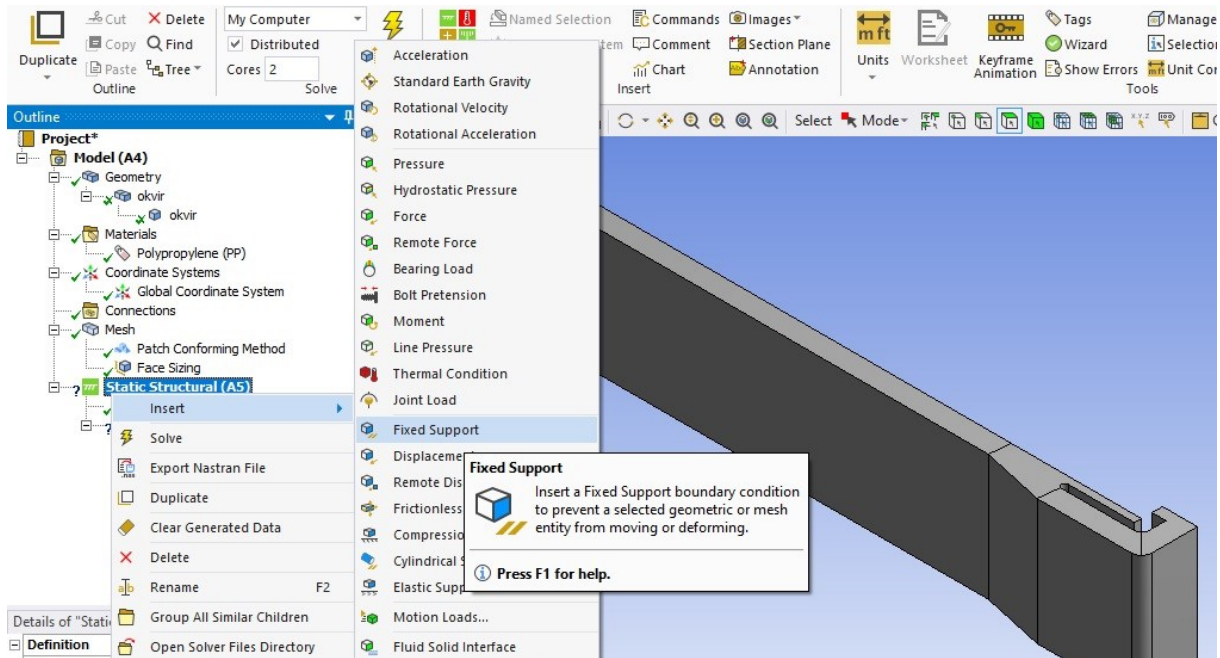 Duplicate
Cut
Copy
Paste
Delete
Find
Tree
Outline
My Computer
Distributed
Cores 2
Solve
Named Selection
Commands
Comment
Chart
Images
Section Plane
Annotation
Insert
Units
Worksheet
Keyframe Animation
Tags
Wizard
Show Errors
Manage
Selection
Tools
Outline
Select
Mode
Project*
Model (A4)
Geometry
okvir
okvir
Materials
Polypropylene (PP)
Coordinate Systems
Global Coordinate System
Connections
Mesh
Patch Conforming Method
Face Sizing
Static Structural (A5)
Insert
Solve
Export Nastran File
Duplicate
Clear Generated Data
Delete
Rename F2
Group All Similar Children
Open Solver Files Directory
Acceleration
Standard Earth Gravity
Rotational Velocity
Rotational Acceleration
Pressure
Hydrostatic Pressure
Force
Remote Force
Bearing Load
Bolt Pretension
Moment
Line Pressure
Thermal Condition
Joint Load
Fixed Support
Displaceme
Remote Dis
Frictionless
Compressio
Cylindrical S
Elastic Supp
Motion Loads...
Fluid Solid Interface
Fixed Support
Insert a Fixed Support boundary condition
to prevent a selected geometric or mesh
entity from moving or deforming.
Press F1 for help.
Details of "Stati
Definition